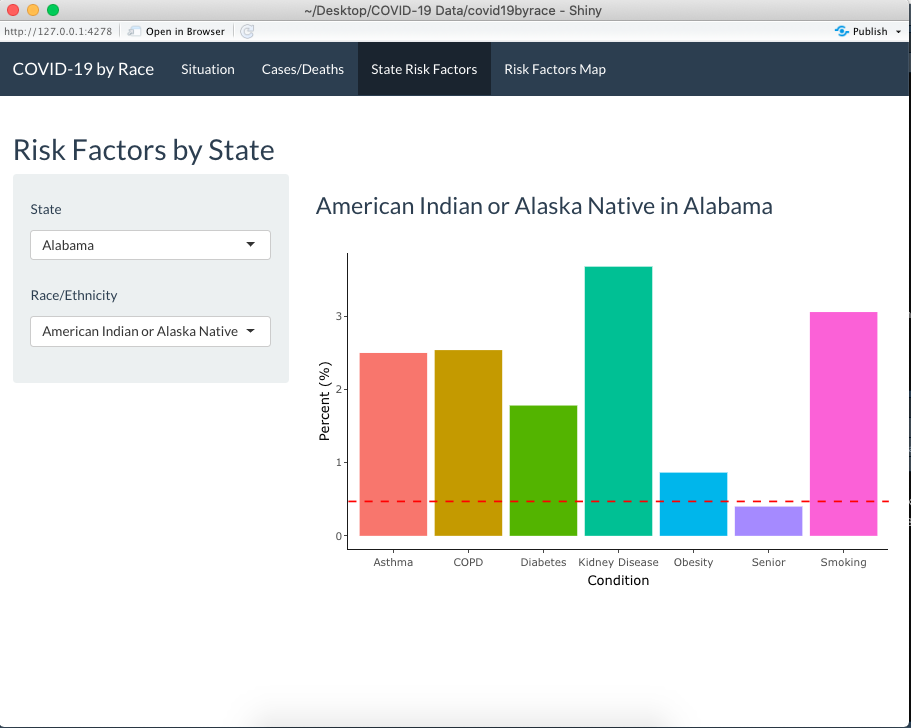 ~/Desktop/COVID-19 Data/covid19byrace - Shiny
http://127.0.0.1:4278 Open in Browser Publish
COVID-19 by Race Situation Cases/Deaths State Risk Factors Risk Factors Map
Risk Factors by State
State
Alabama
Race/Ethnicity
American Indian or Alaska Native
American Indian or Alaska Native in Alabama
Percent (%)
3
2
1
0
Asthma COPD Diabetes Kidney Disease Obesity Senior Smoking
Condition